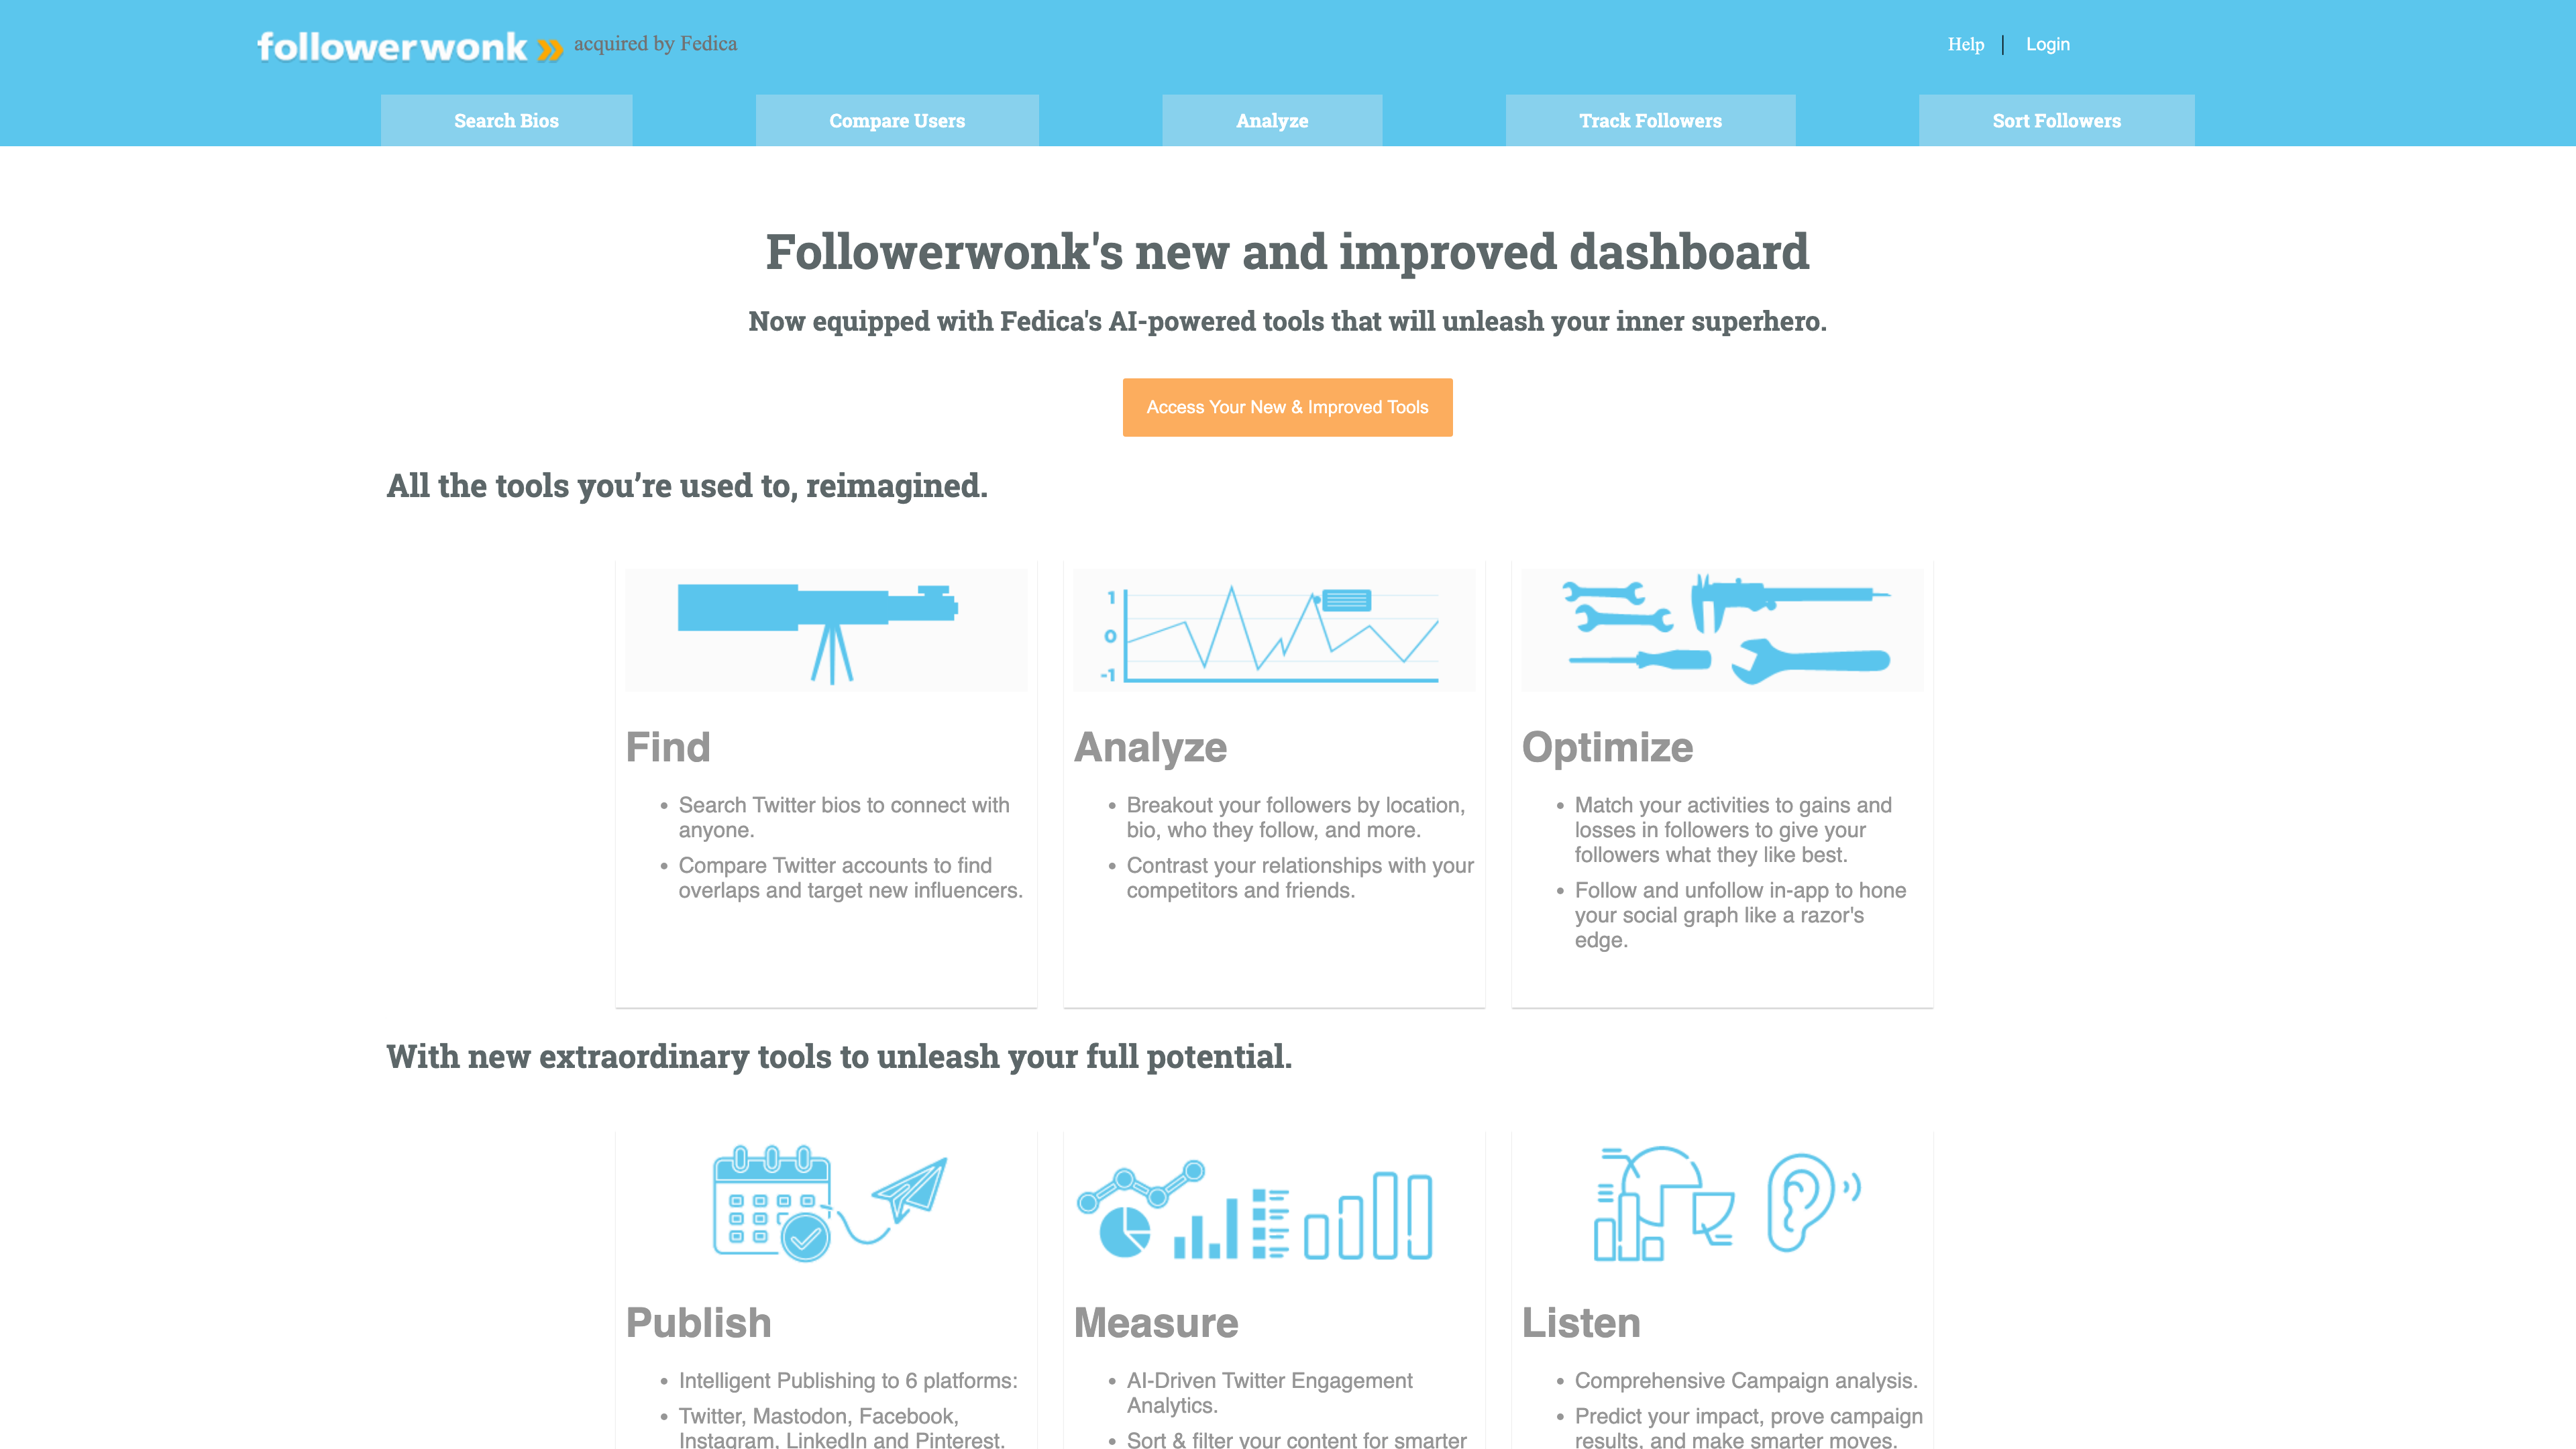 followerwonk
acquired by Fedica
Help
Login
Search Bios
Compare Users
Analyze
Track Followers
Sort Followers
Followerwonk's new and improved dashboard
Now equipped with Fedica's AI-powered tools that will unleash your inner superhero.
Access Your New & Improved Tools
All the tools you’re used to, reimagined.
1
0
-1
Find
• Search Twitter bios to connect with
anyone.
• Compare Twitter accounts to find
overlaps and target new influencers.
Analyze
• Breakout your followers by location,
bio, who they follow, and more.
• Contrast your relationships with your
competitors and friends.
Optimize
• Match your activities to gains and
losses in followers to give your
followers what they like best.
• Follow and unfollow in-app to hone
your social graph like a razor's
edge.
With new extraordinary tools to unleash your full potential.
Publish
• Intelligent Publishing to 6 platforms:
• Twitter, Mastodon, Facebook,
Instagram, LinkedIn and Pinterest.
Measure
• AI-Driven Twitter Engagement
Analytics.
• Sort & filter your content for smarter
Listen
• Comprehensive Campaign analysis.
• Predict your impact, prove campaign
results, and make smarter moves.